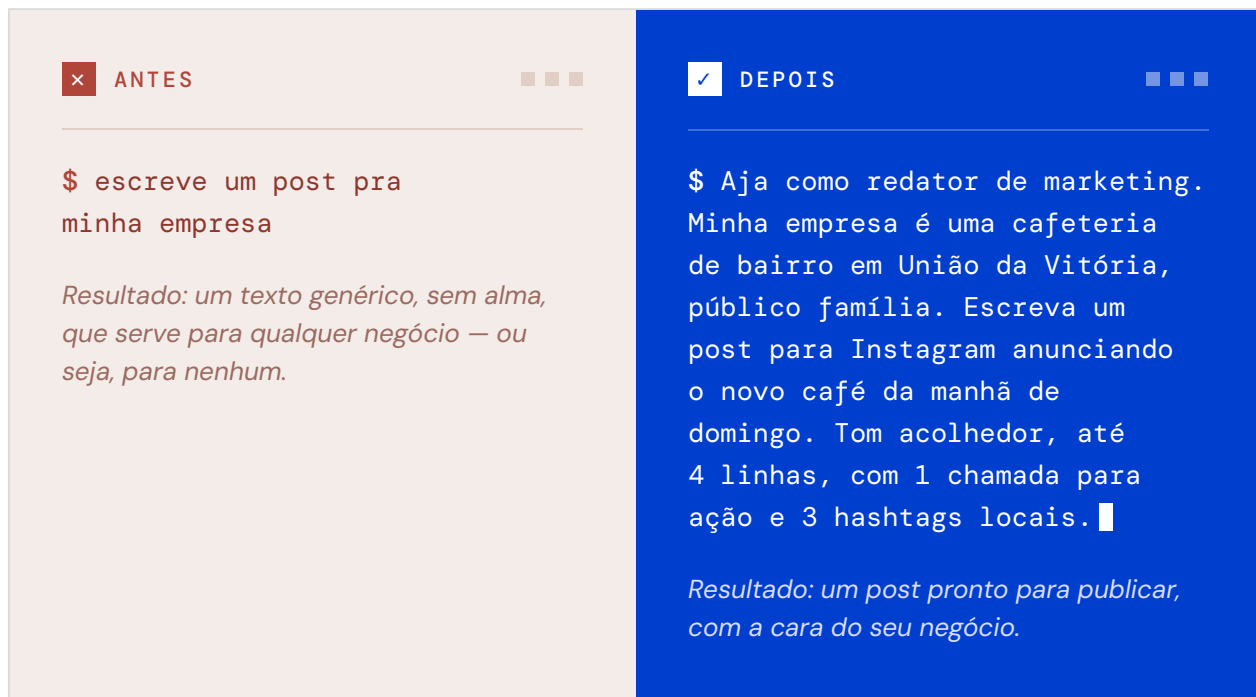 × ANTES
$ escreve um post pra
minha empresa
Resultado: um texto genérico, sem alma,
que serve para qualquer negócio — ou
seja, para nenhum.
✓ DEPOIS
$ Aja como redator de marketing.
Minha empresa é uma cafeteria
de bairro em União da Vitória,
público família. Escreva um
post para Instagram anunciando
o novo café da manhã de
domingo. Tom acolhedor, até
4 linhas, com 1 chamada para
ação e 3 hashtags locais.
Resultado: um post pronto para publicar,
com a cara do seu negócio.